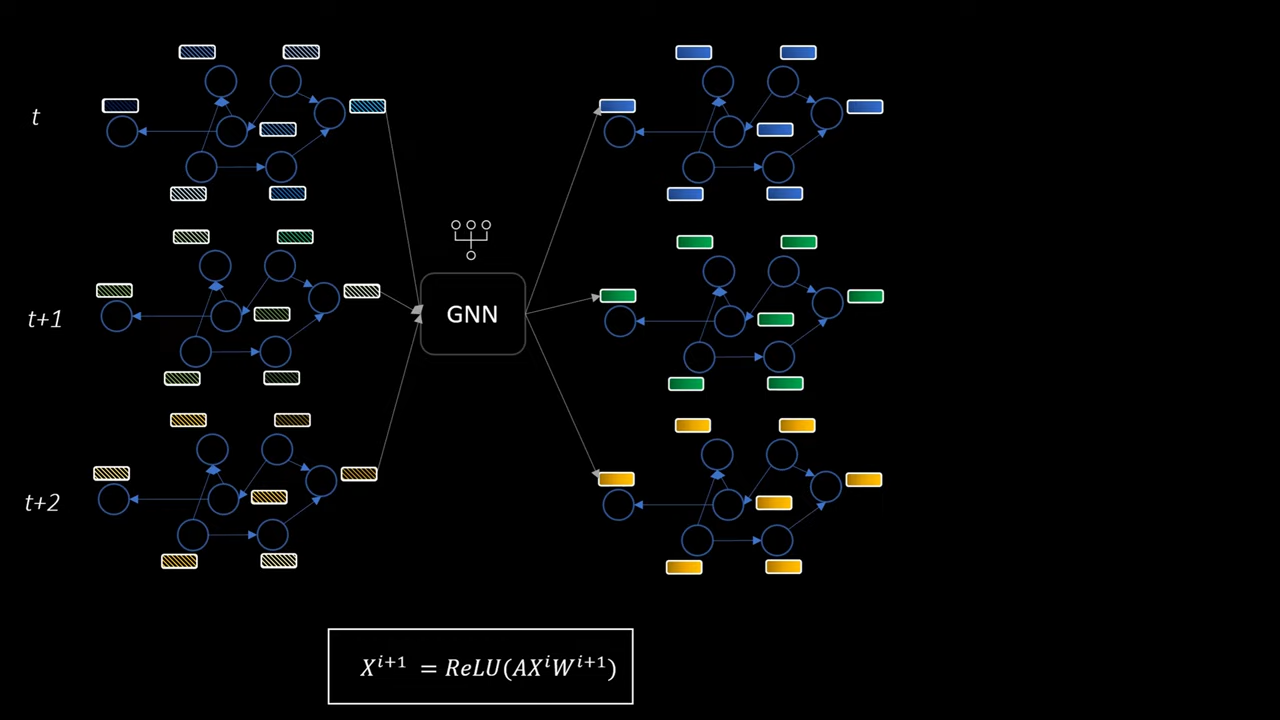 t
t+1
GNN
t+2
X^{i+1} = ReLU(AX^{i}W^{i+1})